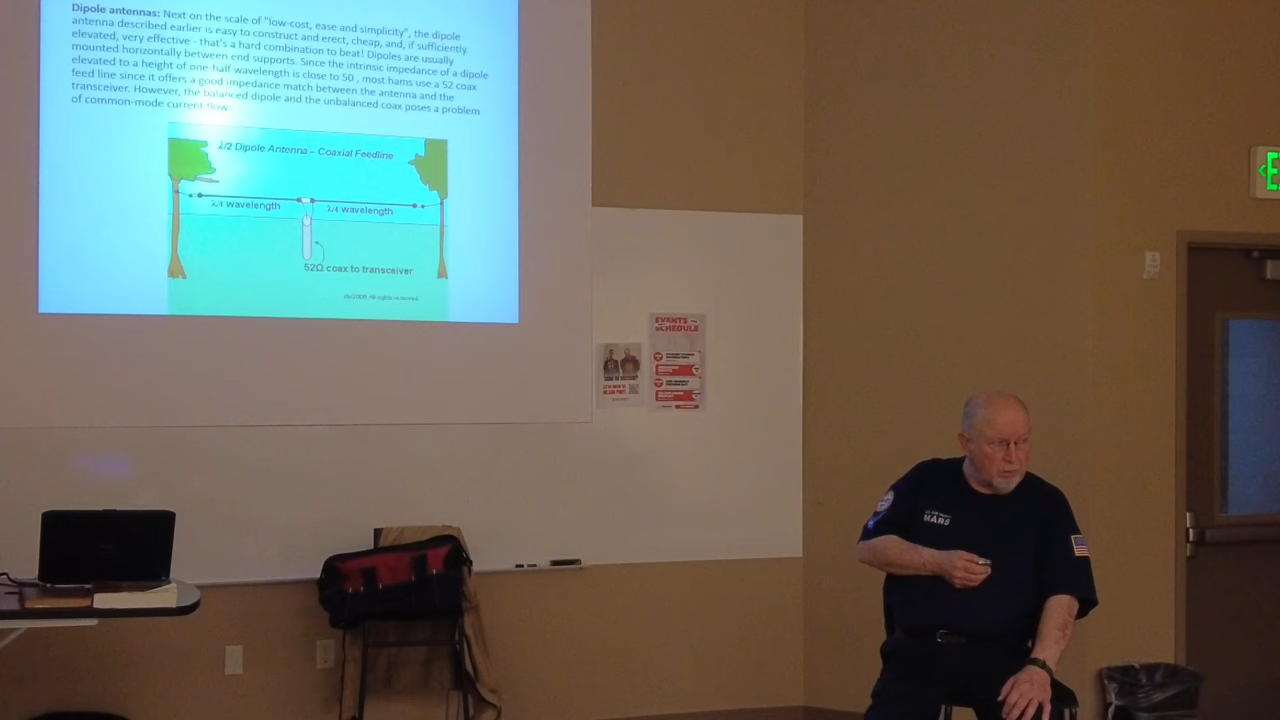 Dipole antennas: Next on the scale of "low-cost, ease and simplicity", the dipole
antenna described earlier is easy to construct and erect, cheap, and, if sufficiently
elevated, very effective - that's a hard combination to beat! Dipoles are usually
mounted horizontally between end supports. Since the intrinsic impedance of a dipole
elevated to a height of one-half wavelength is close to 50 , most hams use a 52 coax
feed line since it offers a good impedance match between the antenna and the
transceiver. However, the balanced dipole and the unbalanced coax poses a problem
of common-mode current flow.
λ/2 Dipole Antenna – Coaxial Feedline
λ/4 wavelength
λ/4 wavelength
52Ω coax to transceiver
All rights reserved.
EVENTS
SCHEDULE
MARS